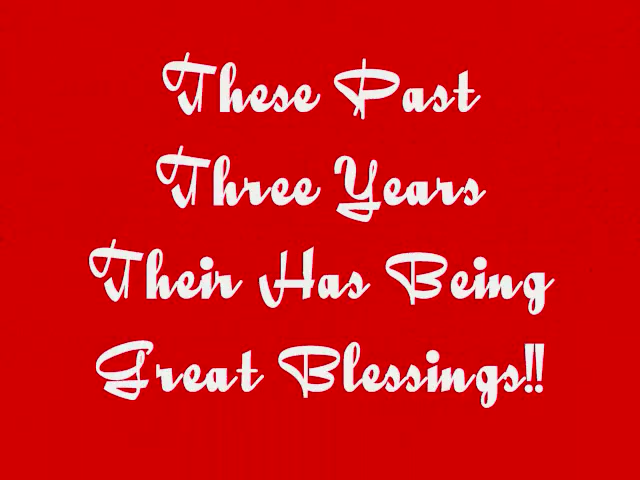 These Past
Three Years
Their Has Being
Great Blessings!!